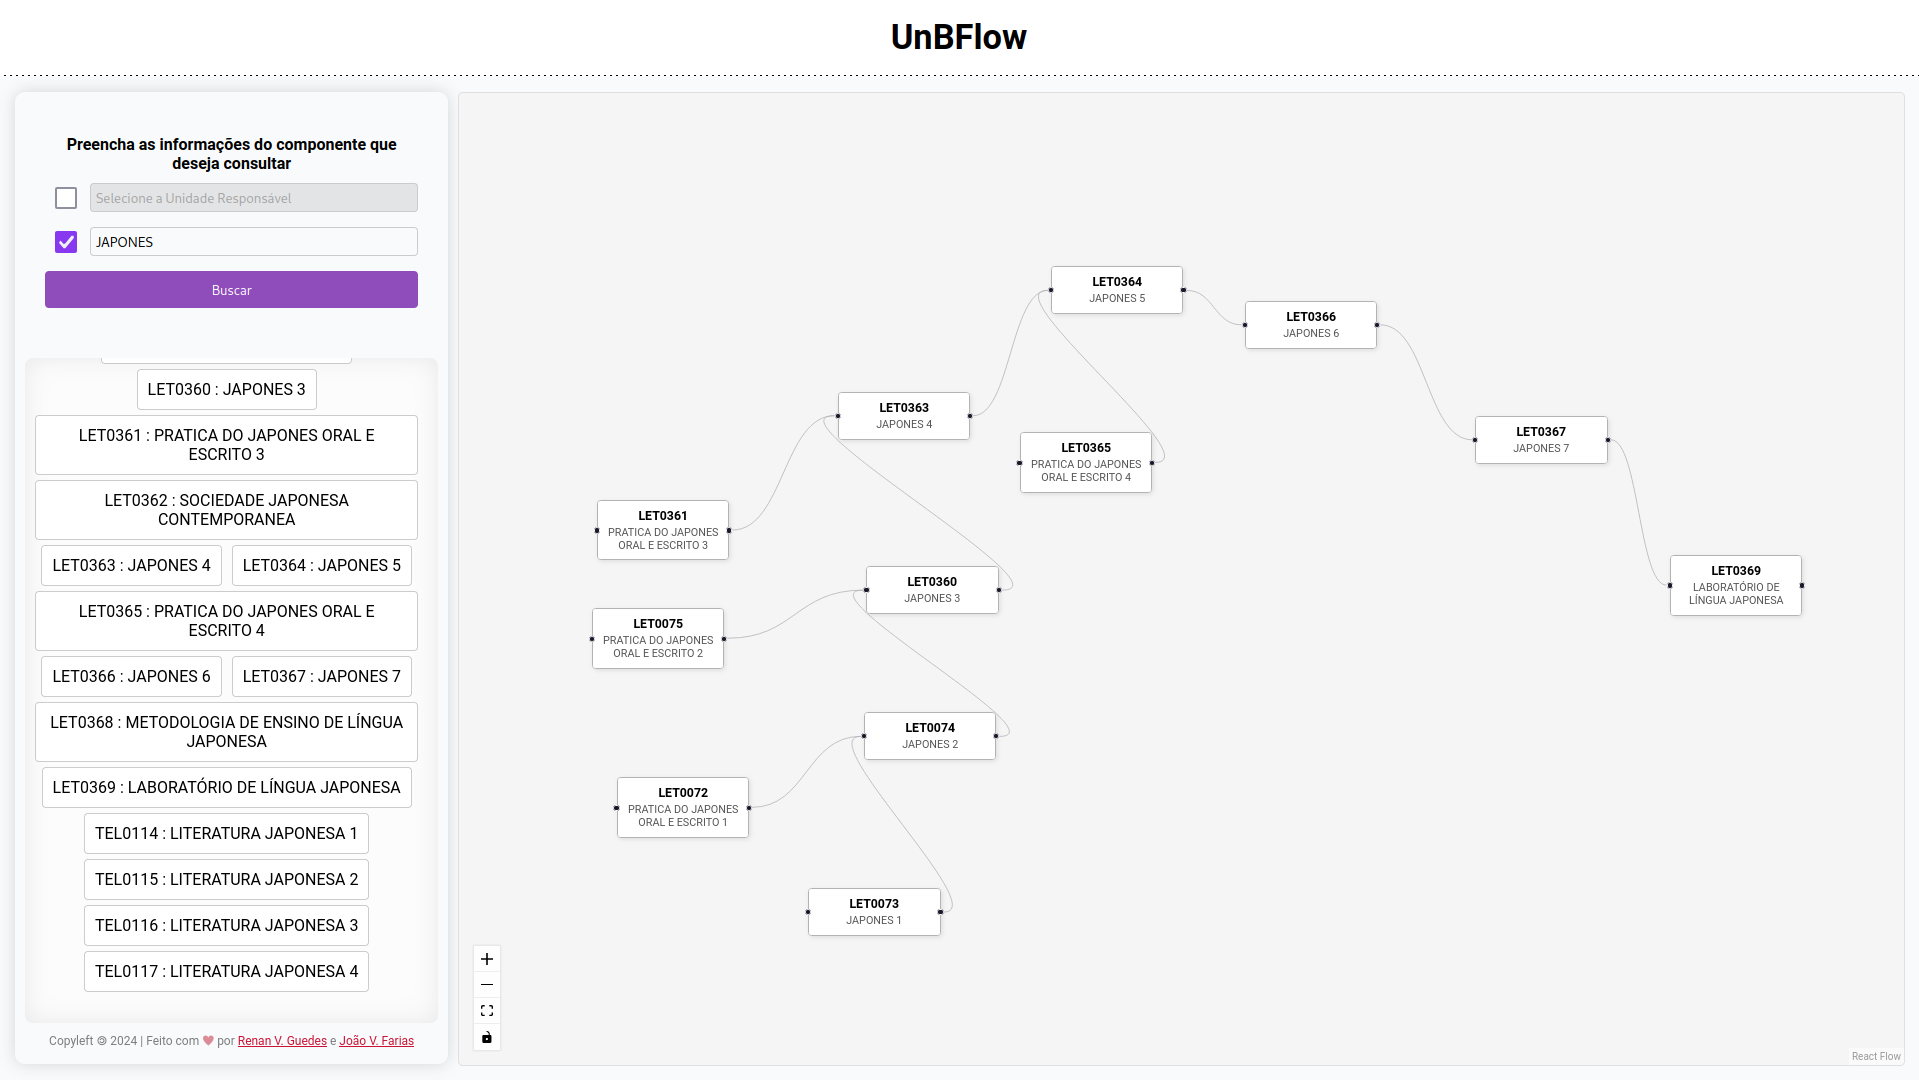 UnBFlow
Preencha as informações do componente que
deseja consultar
Selecione a Unidade Responsável
JAPONES
Buscar
LET0360 : JAPONES 3
LET0361 : PRATICA DO JAPONES ORAL E
ESCRITO 3
LET0362 : SOCIEDADE JAPONESA
CONTEMPORANEA
LET0363 : JAPONES 4
LET0364 : JAPONES 5
LET0365 : PRATICA DO JAPONES ORAL E
ESCRITO 4
LET0366 : JAPONES 6
LET0367 : JAPONES 7
LET0368 : METODOLOGIA DE ENSINO DE LÍNGUA
JAPONESA
LET0369 : LABORATÓRIO DE LÍNGUA JAPONESA
TEL0114 : LITERATURA JAPONESA 1
TEL0115 : LITERATURA JAPONESA 2
TEL0116 : LITERATURA JAPONESA 3
TEL0117 : LITERATURA JAPONESA 4
Copyleft 🄯 2024 | Feito com ❤ por Renan V. Guedes e João V. Farias
LET0364
JAPONES 5
LET0366
JAPONES 6
LET0363
JAPONES 4
LET0367
JAPONES 7
LET0365
PRATICA DO JAPONES
ORAL E ESCRITO 4
LET0361
PRATICA DO JAPONES
ORAL E ESCRITO 3
LET0360
JAPONES 3
LET0369
LABORATÓRIO DE
LÍNGUA JAPONESA
LET0075
PRATICA DO JAPONES
ORAL E ESCRITO 2
LET0074
JAPONES 2
LET0072
PRATICA DO JAPONES
ORAL E ESCRITO 1
LET0073
JAPONES 1
React Flow